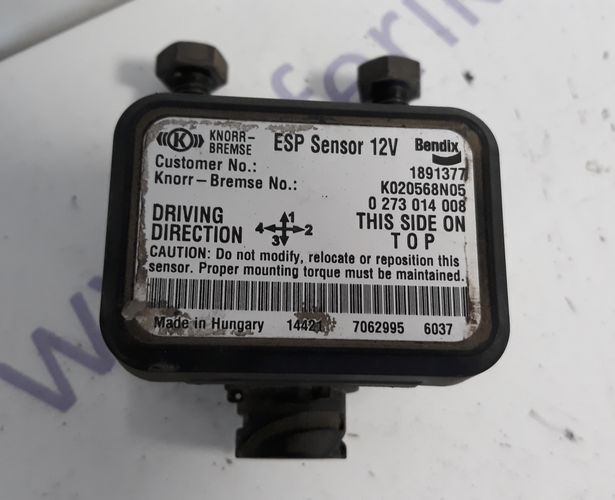 KNORR-
BREMSE
ESP Sensor 12V
Bendix
Customer No.: 1891377
Knorr-Bremse No.: K020568N05
0 273 014 008
DRIVING
DIRECTION
1
4 2
3
THIS SIDE ON
TOP
CAUTION: Do not modify, relocate or reposition this
sensor. Proper mounting torque must be maintained.
Made in Hungary 14421 7062995 6037